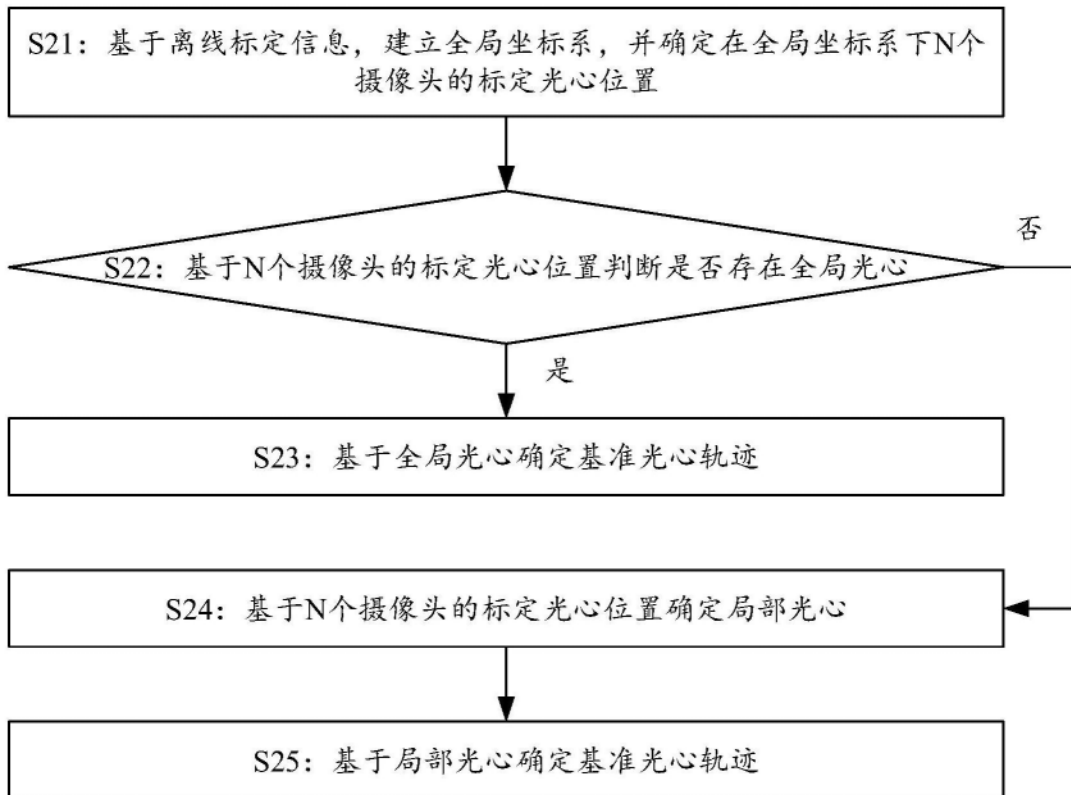 S21：基于离线标定信息，建立全局坐标系，并确定在全局坐标系下N个
摄像头的标定光心位置
否
S22：基于N个摄像头的标定光心位置判断是否存在全局光心
是
S23：基于全局光心确定基准光心轨迹
S24：基于N个摄像头的标定光心位置确定局部光心
S25：基于局部光心确定基准光心轨迹